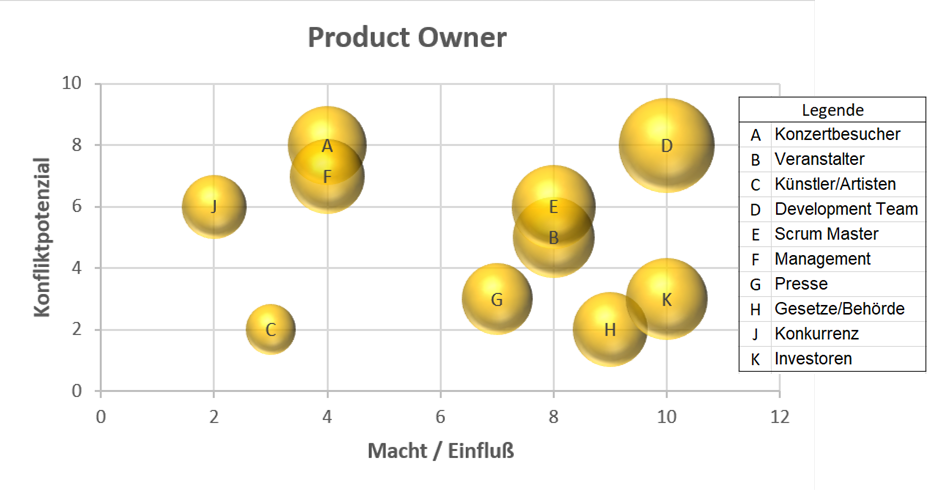 Product Owner
Konfliktpotenzial
10
8
6
4
2
0
A
D
F
J
E
B
G
K
C
H
0 2 4 6 8 10 12
Macht / Einfluß
Legende
A Konzertbesucher
B Veranstalter
C Künstler/Artisten
D Development Team
E Scrum Master
F Management
G Presse
H Gesetze/Behörde
J Konkurrenz
K Investoren